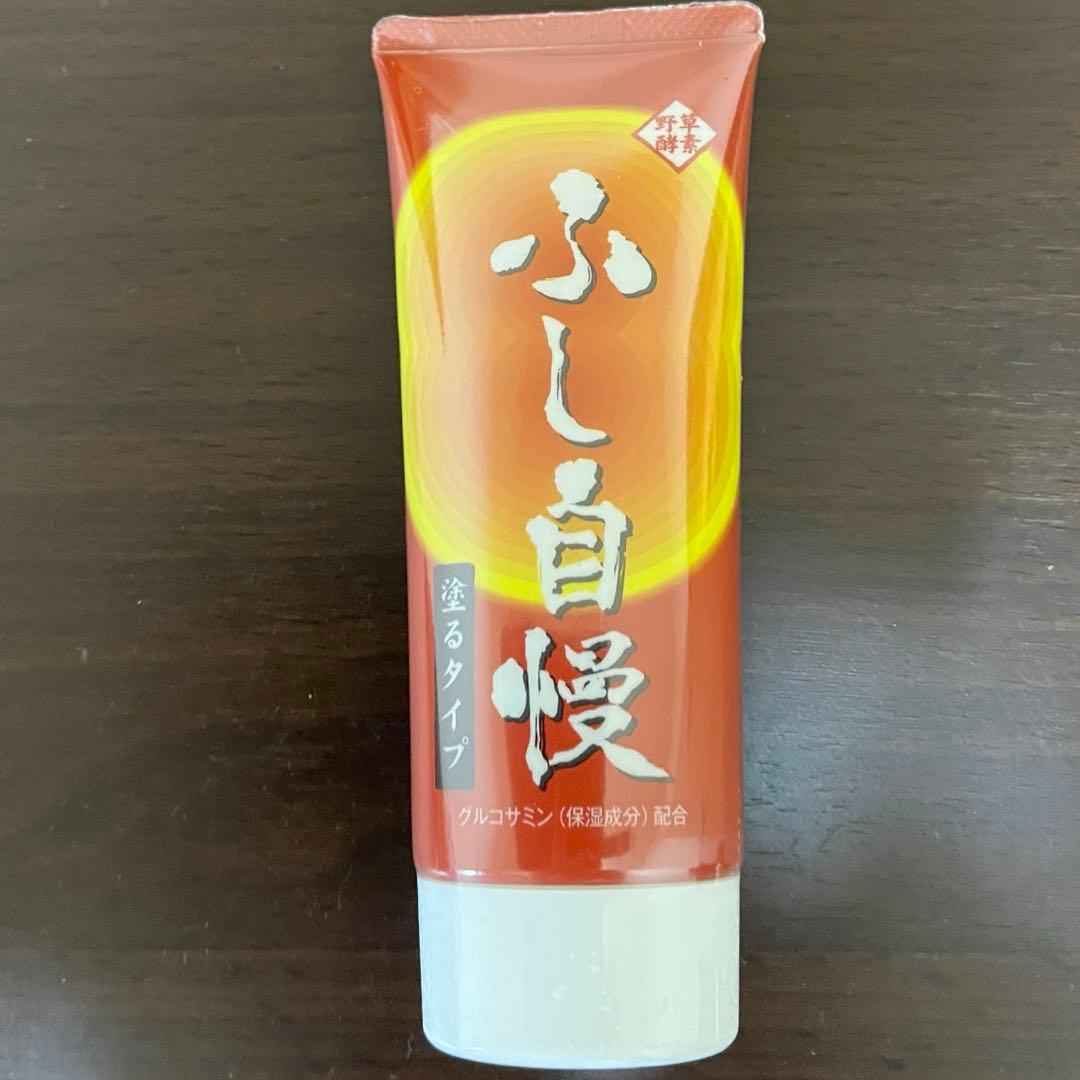 野草
酵素
ふし自慢
塗るタイプ
グルコサミン（保湿成分）配合